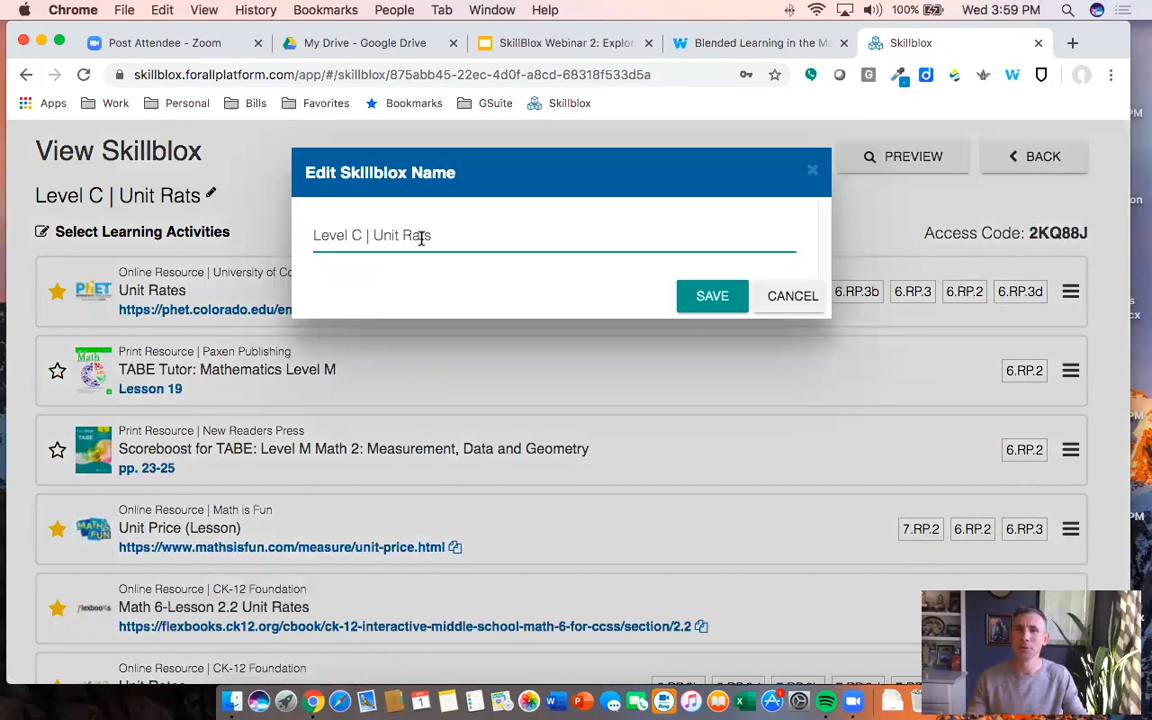 Chrome File Edit View History Bookmarks People Tab Window Help 100% Wed 3:59 PM
Post Attendee - Zoom My Drive - Google Drive SkillBlox Webinar 2: Explor Blended Learning in the Ma Skillblox
skillblox.forallplatform.com/app/#/skillblox/875abb45-22ec-4d0f-a8cd-68318f533d5a
Apps Work Personal Bills Favorites Bookmarks GSuite Skillblox
View Skillblox
PREVIEW BACK
Level C | Unit Rats
Select Learning Activities
Access Code: 2KQ88J
Edit Skillblox Name
Level C | Unit Rats
SAVE CANCEL
Online Resource | University of Co
Unit Rates
https://phet.colorado.edu/en
6.RP.3b 6.RP.3 6.RP.2 6.RP.3d
Print Resource | Paxen Publishing
TABE Tutor: Mathematics Level M
Lesson 19
6.RP.2
Print Resource | New Readers Press
Scoreboost for TABE: Level M Math 2: Measurement, Data and Geometry
pp. 23-25
6.RP.2
Online Resource | Math is Fun
Unit Price (Lesson)
https://www.mathsisfun.com/measure/unit-price.html
7.RP.2 6.RP.2 6.RP.3
Online Resource | CK-12 Foundation
Math 6-Lesson 2.2 Unit Rates
https://flexbooks.ck12.org/cbook/ck-12-interactive-middle-school-math-6-for-ccss/section/2.2
Online Resource | CK-12 Foundation